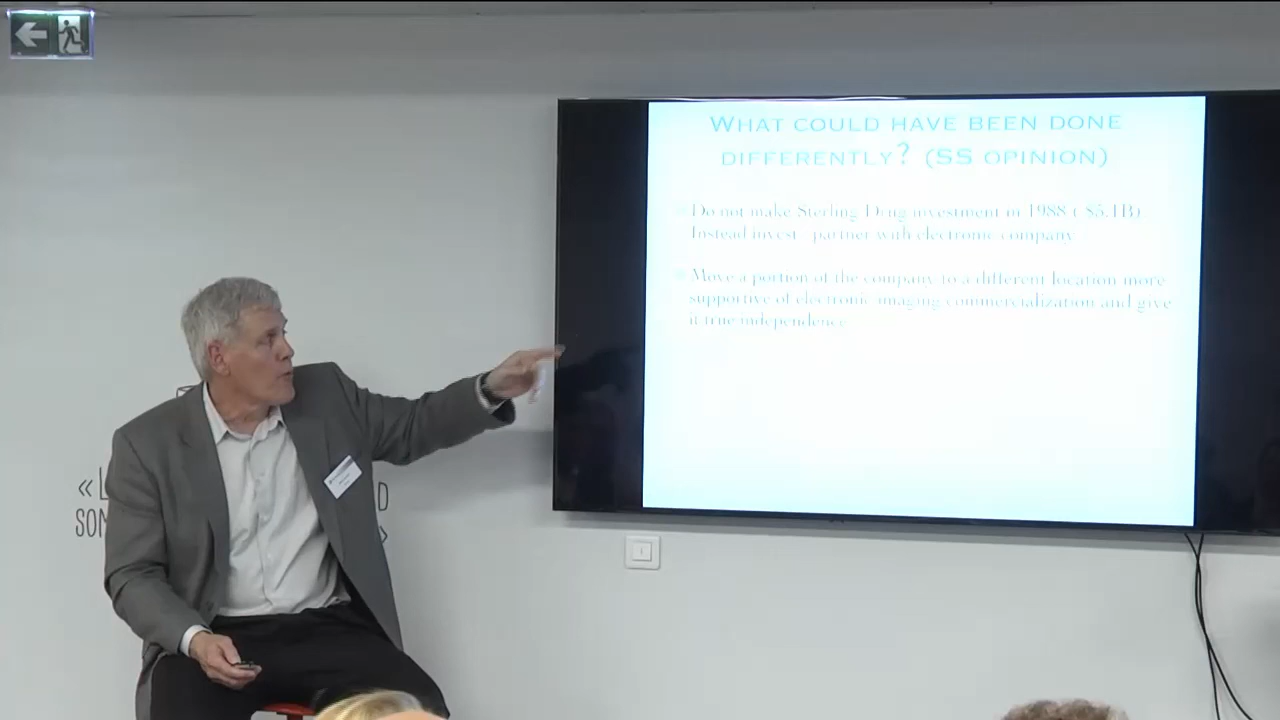 WHAT COULD HAVE BEEN DONE
DIFFERENTLY? (SS OPINION)
Do not make Sterling Drug investment in 1988 ( $5.1B)
Instead invest partner with electronic company
Move a portion of the company to a different location more
supportive of electronic imaging commercialization and give
it true independence
« L
D
SON